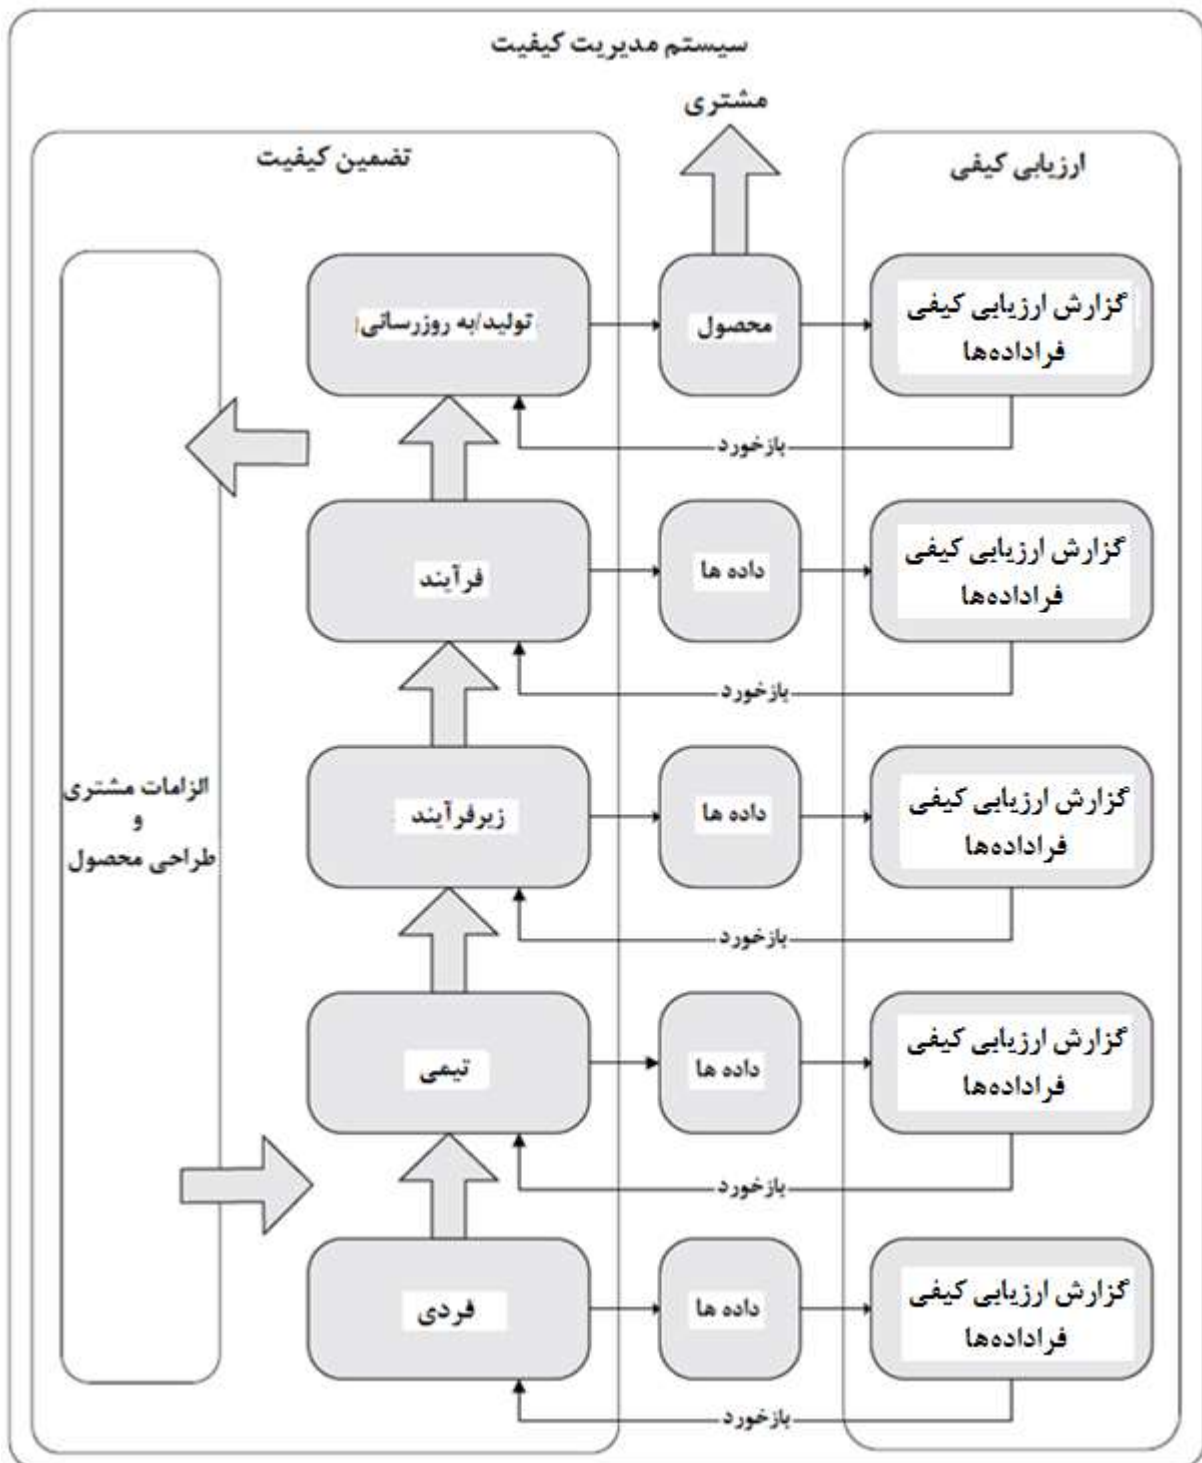 سیستم مدیریت کیفیت
مشتری
ارزیابی کیفی
تضمین کیفیت
گزارش ارزیابی کیفی
فراداده‌ها
محصول
تولید/به روزرسانی
بازخورد
گزارش ارزیابی کیفی
فراداده‌ها
داده ها
فرآیند
بازخورد
گزارش ارزیابی کیفی
فراداده‌ها
داده ها
زیرفرآیند
الزامات مشتری
و
طراحی محصول
بازخورد
گزارش ارزیابی کیفی
فراداده‌ها
داده ها
تیمی
بازخورد
گزارش ارزیابی کیفی
فراداده‌ها
داده ها
فردی
بازخورد